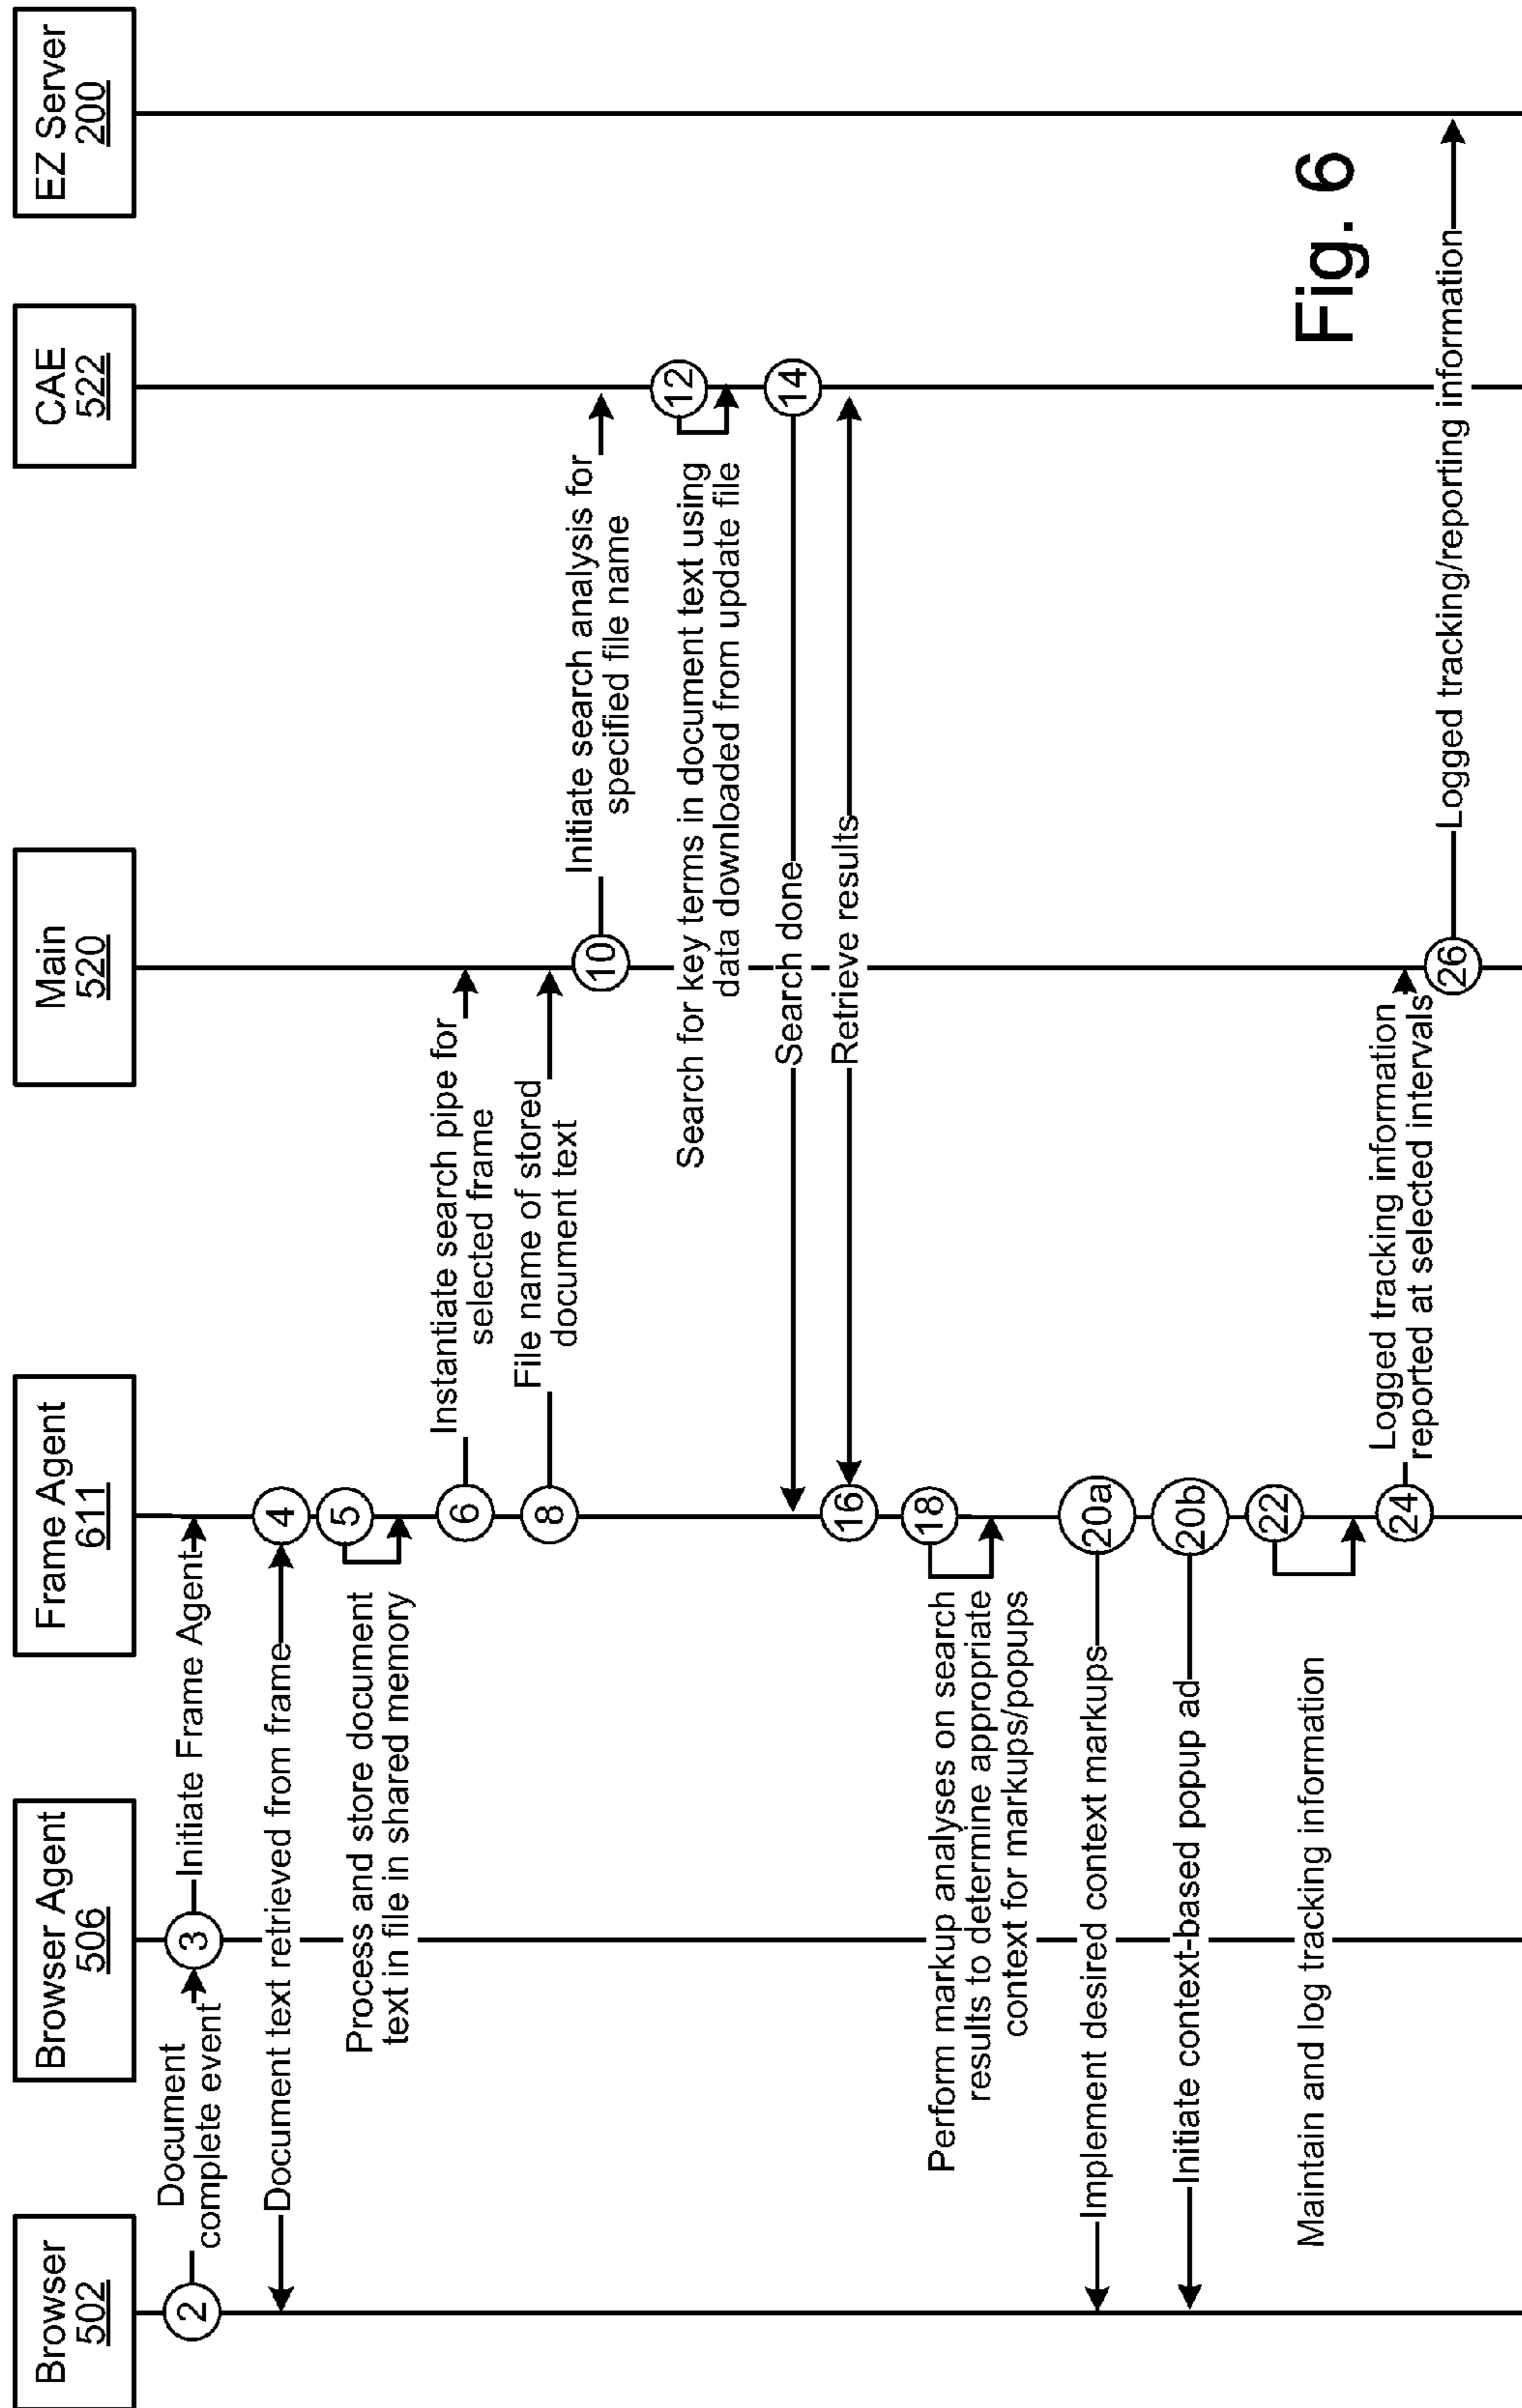 Browser
502
Browser Agent
506
Frame Agent
611
Main
520
CAE
522
EZ Server
200
2
Document
complete event
3
Initiate Frame Agent
4
Document text retrieved from frame
5
Process and store document
text in file in shared memory
6
Instantiate search pipe for
selected frame
8
File name of stored
document text
10
Initiate search analysis for
specified file name
12
Search for key terms in document text using
data downloaded from update file
14
Search done
16
Retrieve results
18
Perform markup analyses on search
results to determine appropriate
context for markups/popups
20a
Implement desired context markups
20b
Initiate context-based popup ad
22
Maintain and log tracking information
24
Logged tracking information
reported at selected intervals
26
Logged tracking/reporting information
Fig. 6